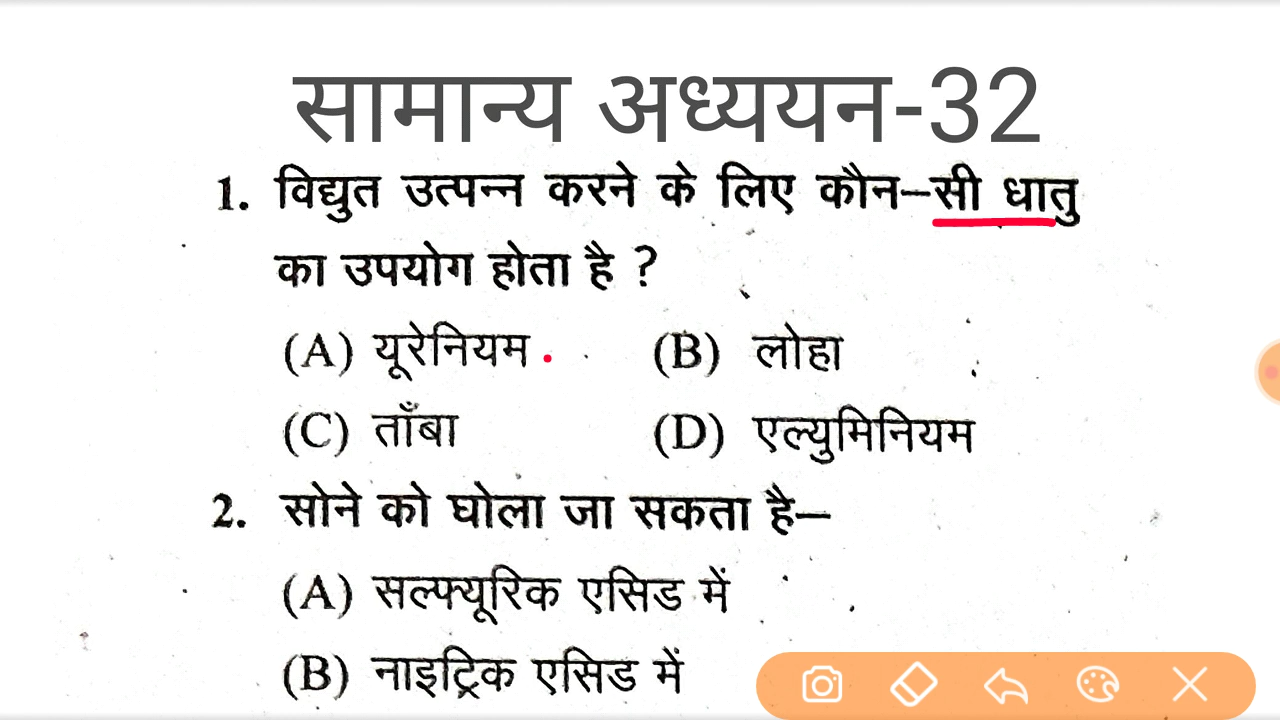 सामान्य अध्ययन-32
1. विद्युत उत्पन्न करने के लिए कौन–सी धातु
का उपयोग होता है ?
(A) यूरेनियम (B) लोहा
(C) ताँबा (D) एल्युमिनियम
2. सोने को घोला जा सकता है–
(A) सल्फ्यूरिक एसिड में
(B) नाइट्रिक एसिड में